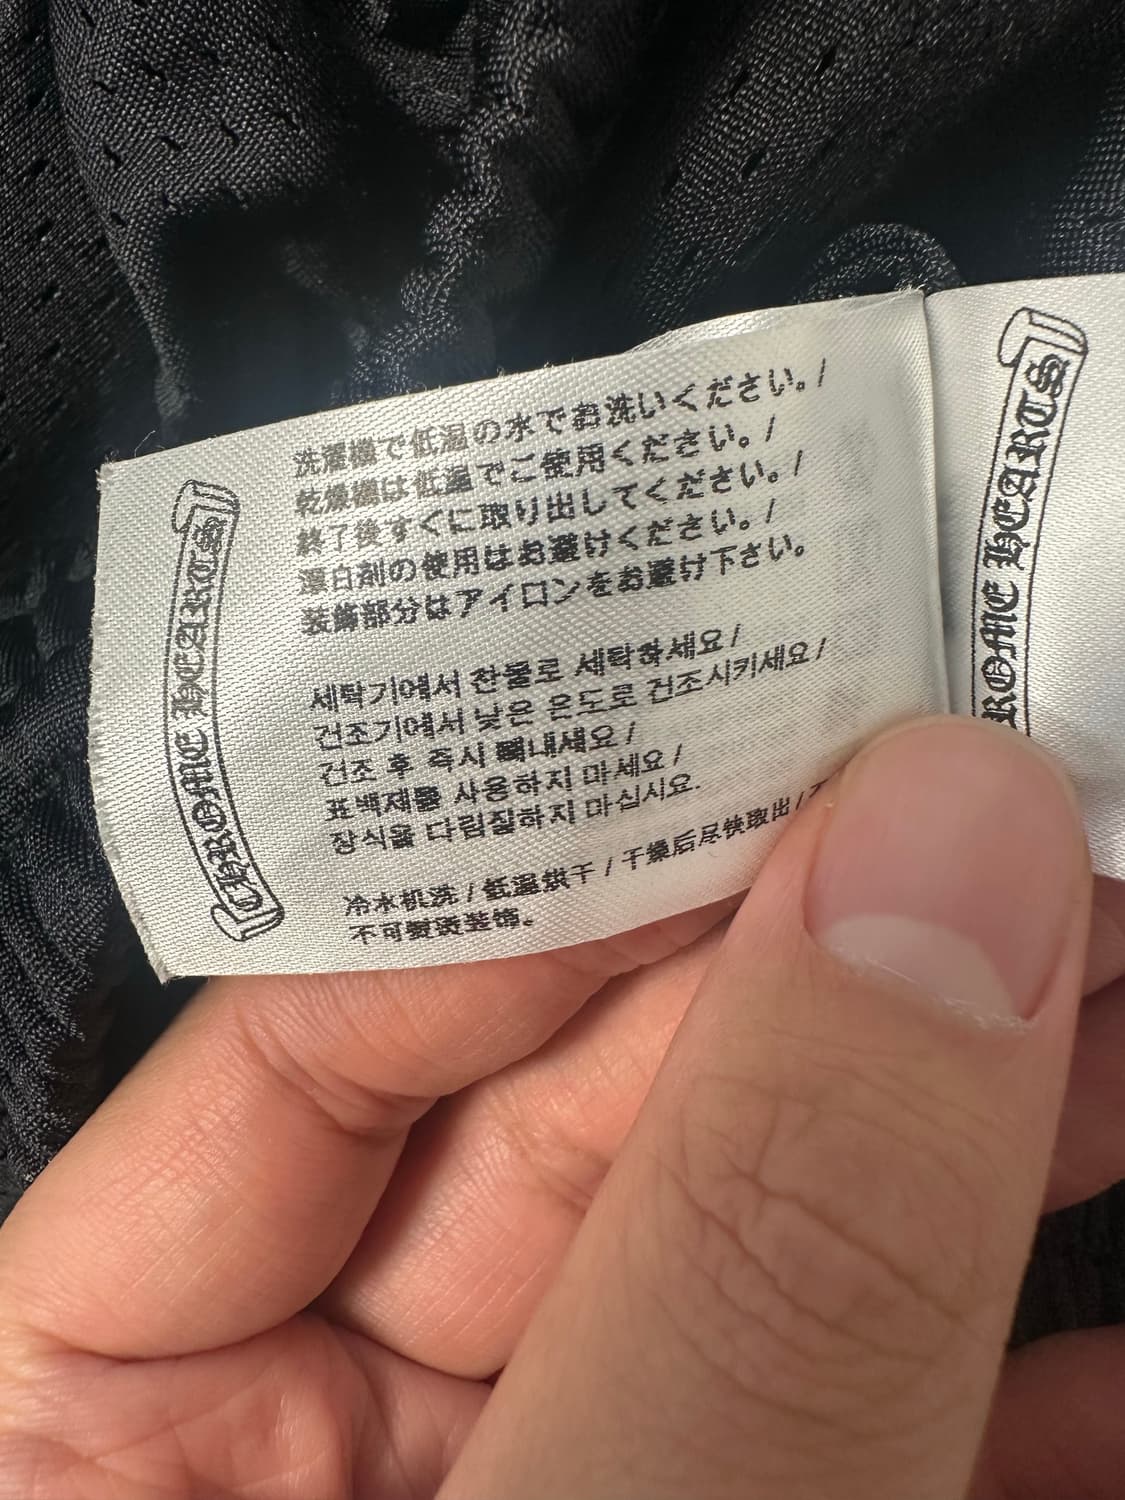 CHROME HEARTS
洗濯機で低温の水でお洗いください。/
乾燥機は低温でご使用ください。/
終了後すぐに取り出してください。/
漂白剤の使用はお避けください。/
装飾部分はアイロンをお避け下さい。
세탁기에서 찬물로 세탁하세요 /
건조기에서 낮은 온도로 건조시키세요 /
건조 후 즉시 빼내세요 /
표백제를 사용하지 마세요 /
장식을 다림질하지 마십시요.
冷水机洗 / 低温烘干 / 干燥后尽快取出 /
不可熨烫装饰。
ROME HEARTS